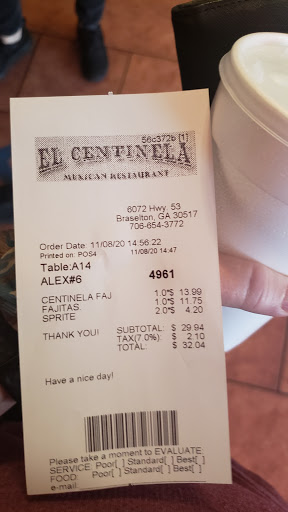 56c372b [1]
EL CENTINELA
MEXICAN RESTAURANT
6072 Hwy. 53
Braselton, GA 30517
706-654-3772
Order Date: 11/08/20 14:56:22
Printed on: POS4 11/08/20 14:47
Table:A14 4961
ALEX#6
CENTINELA FAJ 1.0*$ 13.99
FAJITAS. 1.0*$ 11.75
SPRITE 2.0*$ 4.20
THANK YOU! SUBTOTAL: $ 29.94
TAX(7.0%): $ 2.10
TOTAL: $ 32.04
Have a nice day!
Please take a moment to EVALUATE
SERVICE Poor[ ] Standard[ ] Best[ ]
FOOD: Poor[ ] Standard[ ] Best[ ]
e-mail: